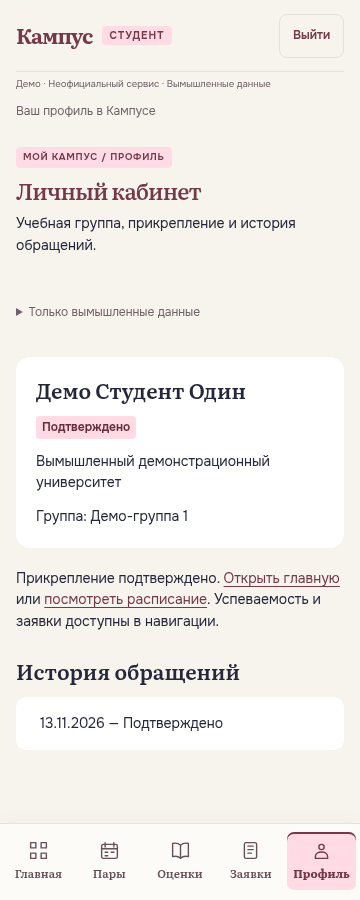 Кампус
СТУДЕНТ
Выйти
Демо · Неофициальный сервис · Вымышленные данные
Ваш профиль в Кампусе
МОЙ КАМПУС / ПРОФИЛЬ
Личный кабинет
Учебная группа, прикрепление и история
обращений.
Только вымышленные данные
Демо Студент Один
Подтверждено
Вымышленный демонстрационный
университет
Группа: Демо-группа 1
Прикрепление подтверждено. Открыть главную
или посмотреть расписание. Успеваемость и
заявки доступны в навигации.
История обращений
13.11.2026 — Подтверждено
Главная
Пары
Оценки
Заявки
Профиль